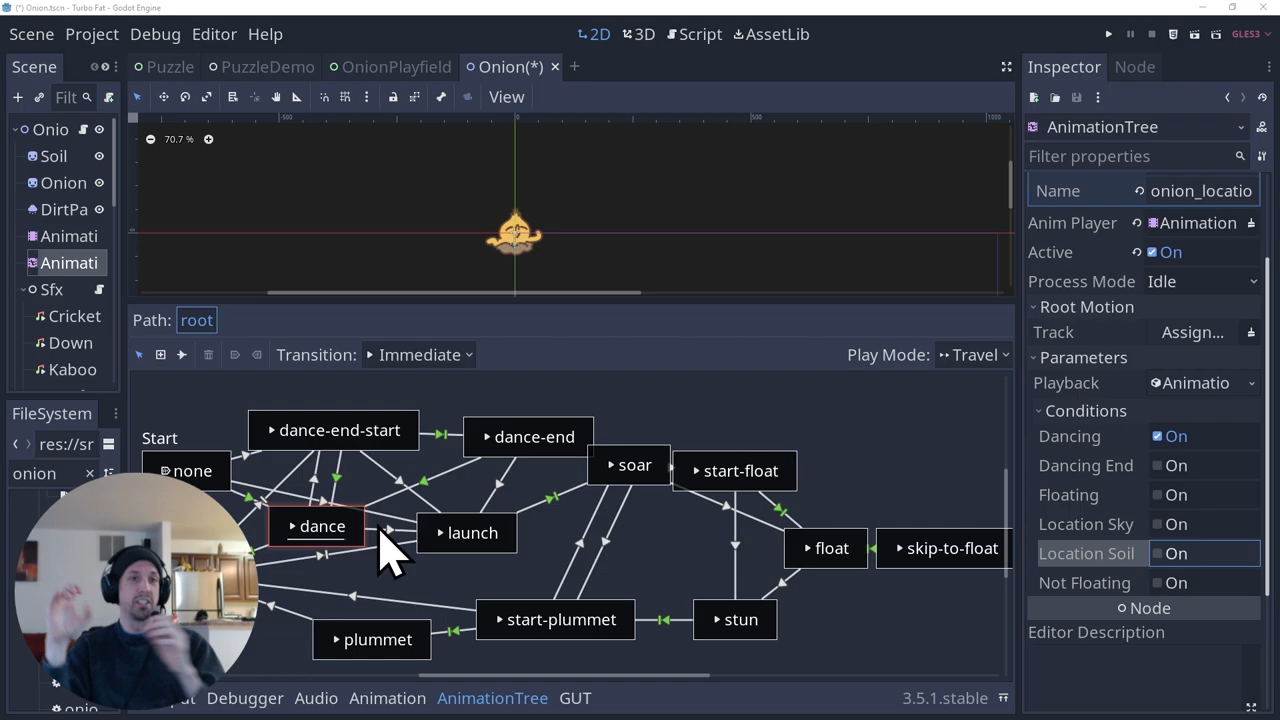 (*) Onion.tscn - Turbo Fat - Godot Engine
Scene Project Debug Editor Help
2D 3D Script AssetLib
GLES3
Scene
Puzzle PuzzleDemo OnionPlayfield Onion(*)
Inspector Node
Filt
View
Onio
Soil
Onion
DirtPa
Animati
Animati
Sfx
Cricket
Down
Kaboo
-500 0 500 1000
70.7 %
AnimationTree
Filter properties
Name onion_locatio
Anim Player Animation
Active On
Process Mode Idle
Root Motion
Track Assign...
Parameters
Playback Animatio
Conditions
Dancing On
Dancing End On
Floating On
Location Sky On
Location Soil On
Not Floating On
Node
Editor Description
Path: root
Transition: Immediate
Play Mode: Travel
FileSystem
res://sr
onion
Start
none
dance-end-start
dance-end
soar
start-float
dance
launch
float
skip-to-float
plummet
start-plummet
stun
Debugger Audio Animation AnimationTree GUT
3.5.1.stable